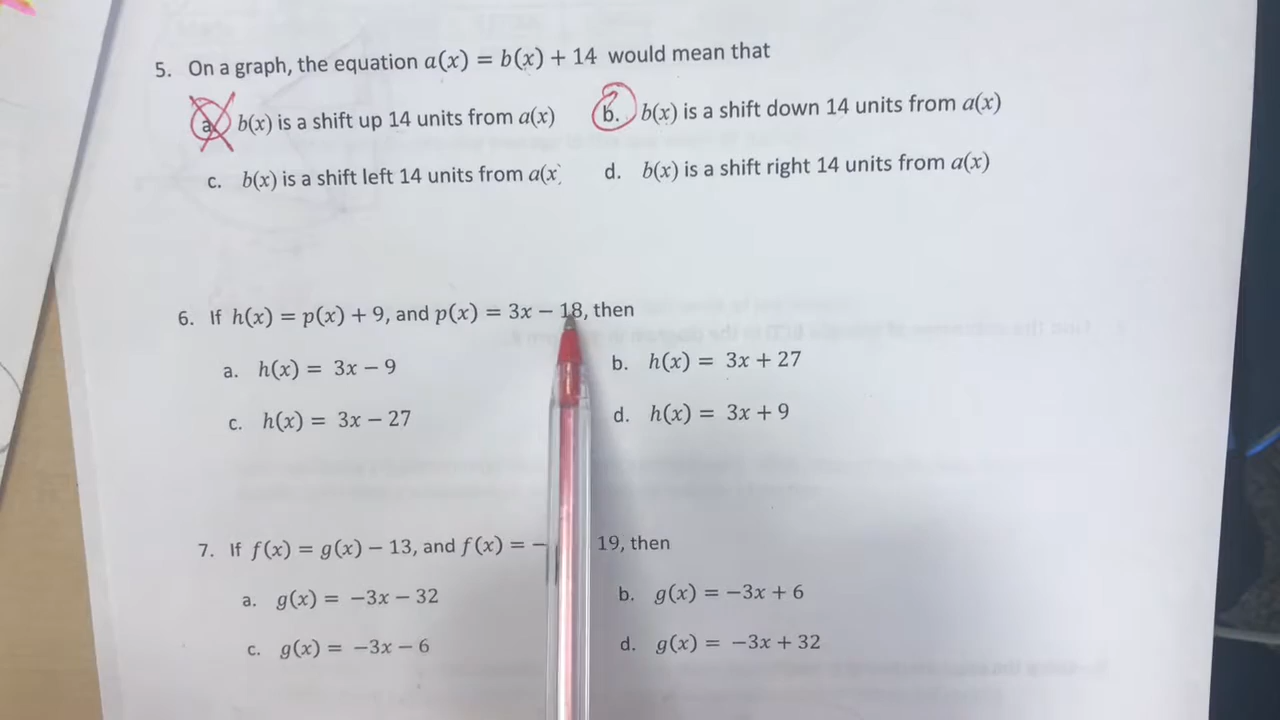 5. On a graph, the equation a(x) = b(x) + 14 would mean that
a. b(x) is a shift up 14 units from a(x) b. b(x) is a shift down 14 units from a(x)
c. b(x) is a shift left 14 units from a(x) d. b(x) is a shift right 14 units from a(x)
6. If h(x) = p(x) + 9, and p(x) = 3x − 18, then
a. h(x) = 3x − 9 b. h(x) = 3x + 27
c. h(x) = 3x − 27 d. h(x) = 3x + 9
7. If f(x) = g(x) − 13, and f(x) = − 19, then
a. g(x) = −3x − 32 b. g(x) = −3x + 6
c. g(x) = −3x − 6 d. g(x) = −3x + 32